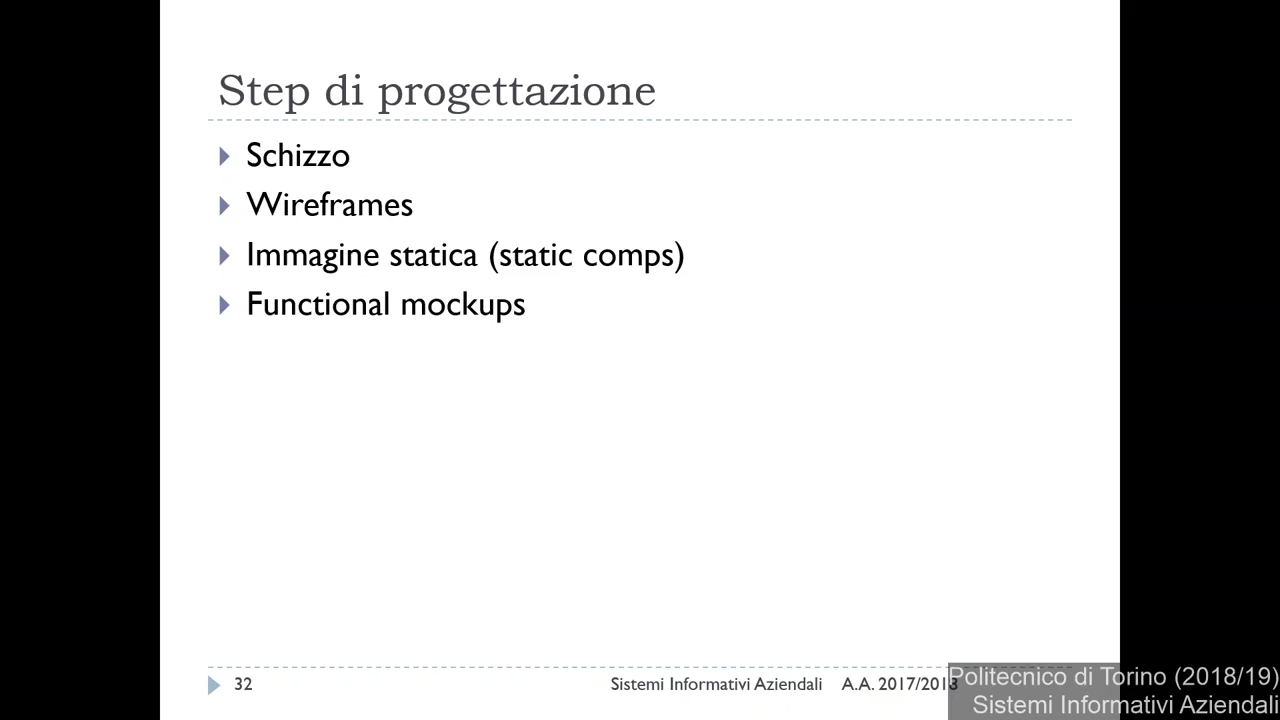 Step di progettazione
Schizzo
Wireframes
Immagine statica (static comps)
Functional mockups
32
Sistemi Informativi Aziendali A.A. 2017/2018
Politecnico di Torino (2018/19)
Sistemi Informativi Aziendali